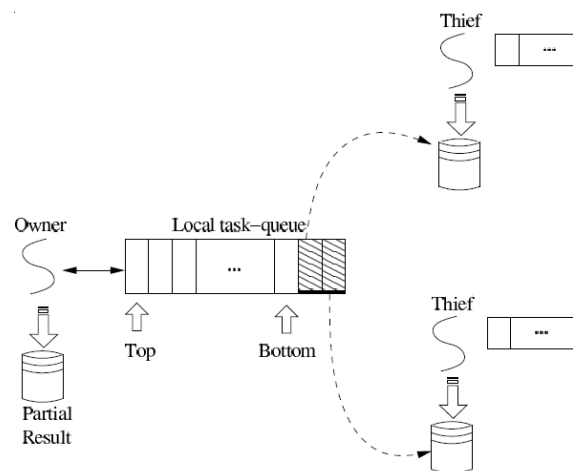 Thief
...
Owner
Local task-queue
...
Top
Bottom
Thief
...
Partial
Result